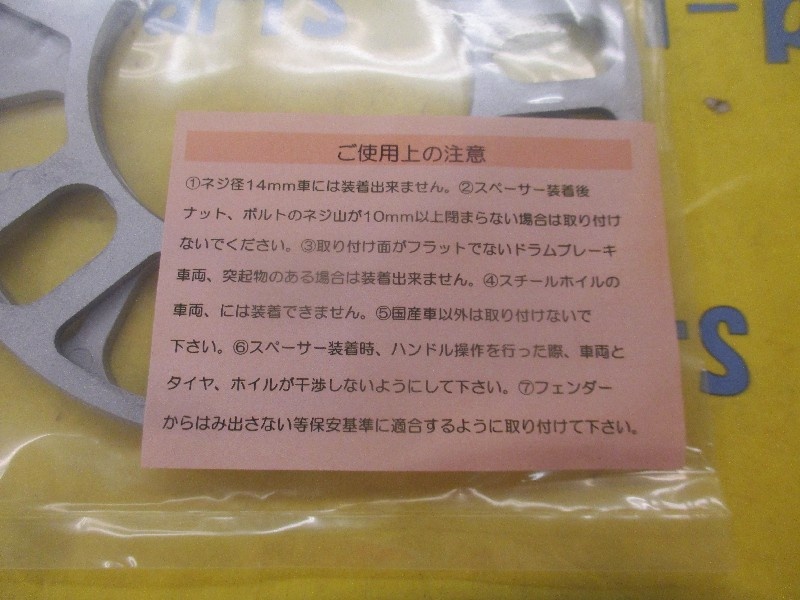 parts
ご使用上の注意
①ネジ径14mm車には装着出来ません。②スペーサー装着後
ナット、ボルトのネジ山が10mm以上閉まらない場合は取り付け
ないでください。③取り付け面がフラットでないドラムブレーキ
車両、突起物のある場合は装着出来ません。④スチールホイルの
車両、には装着できません。⑤国産車以外は取り付けないで
下さい。⑥スペーサー装着時、ハンドル操作を行った際、車両と
タイヤ、ホイルが干渉しないようにして下さい。⑦フェンダー
からはみ出さない等保安基準に適合するように取り付けて下さい。